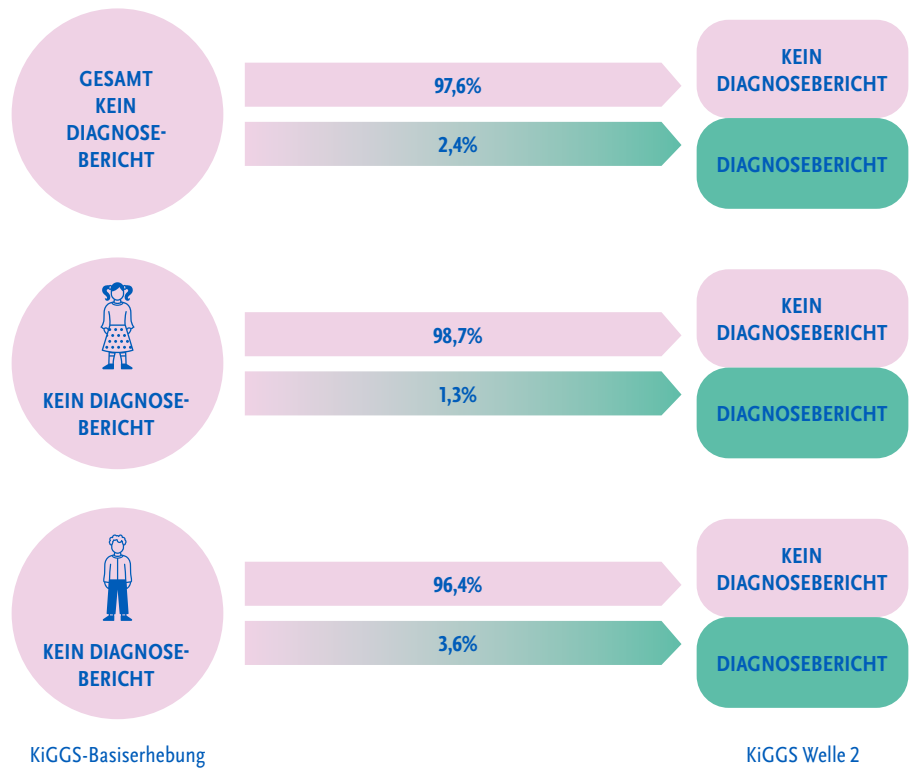 GESAMT
KEIN
DIAGNOSE-
BERICHT
97,6%
2,4%
KEIN
DIAGNOSEBERICHT
DIAGNOSEBERICHT
KEIN DIAGNOSE-
BERICHT
98,7%
1,3%
KEIN
DIAGNOSEBERICHT
DIAGNOSEBERICHT
KEIN DIAGNOSE-
BERICHT
96,4%
3,6%
KEIN
DIAGNOSEBERICHT
DIAGNOSEBERICHT
KiGGS-Basiserhebung
KiGGS Welle 2